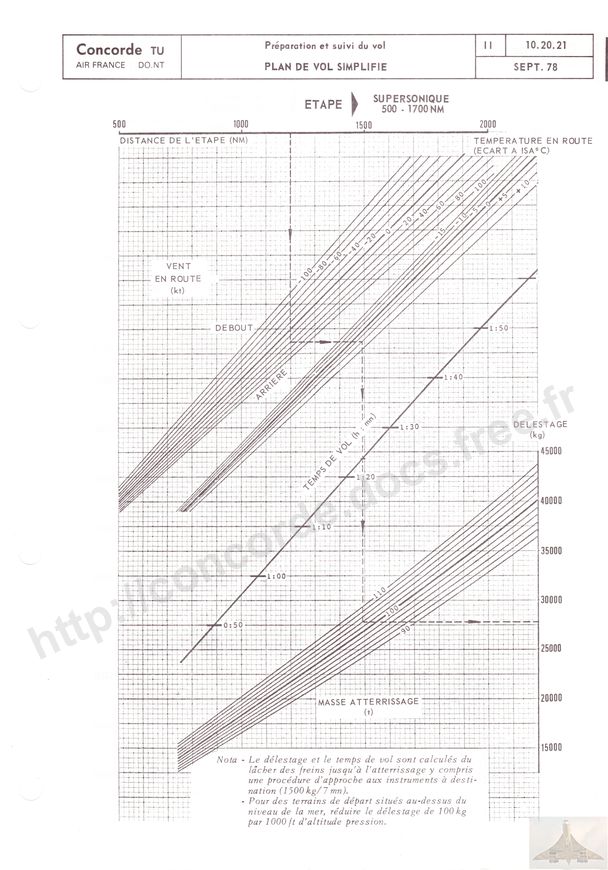 Concorde TU
AIR FRANCE DO.NT
Préparation et suivi du vol
PLAN DE VOL SIMPLIFIE
II
10.20.21
SEPT. 78
ETAPE
SUPERSONIQUE
500 - 1700 NM
500
1000
1500
2000
DISTANCE DE L'ETAPE (NM)
TEMPERATURE EN ROUTE
(ECART A ISA°C)
-100
-80
-60
-40
-20
0
20
40
60
80
100
-15
-10
-5
0
+5
+10
VENT
EN ROUTE
(kt)
DEBOUT
ARRIERE
TEMPS DE VOL (h : mn)
1:50
1:40
1:30
1:20
1:10
1:00
0:50
DELESTAGE
(kg)
45000
40000
35000
30000
25000
20000
15000
110
100
90
MASSE ATTERRISSAGE
(t)
Nota - Le délestage et le temps de vol sont calculés du
lâcher des freins jusqu'à l'atterrissage y compris
une procédure d'approche aux instruments à desti-
nation (1500 kg/7 mn).
- Pour des terrains de départ situés au-dessus du
niveau de la mer, réduire le délestage de 100 kg
par 1000 ft d'altitude pression.
http://concorde.docs.free.fr